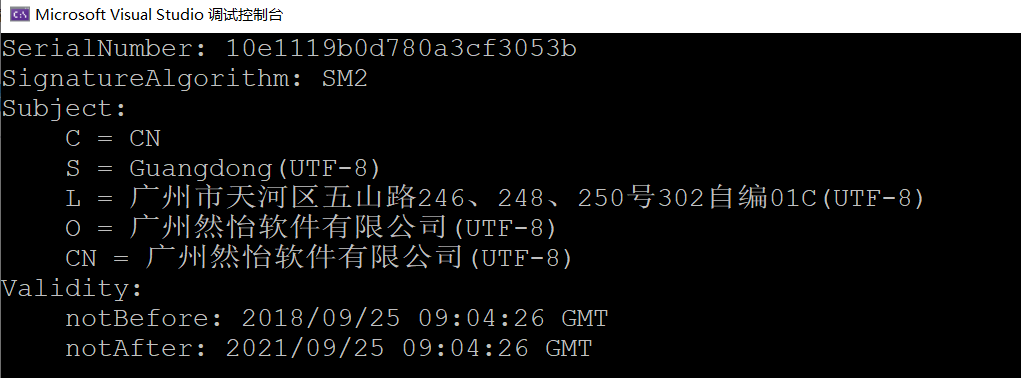 Microsoft Visual Studio 调试控制台
SerialNumber: 10e1119b0d780a3cf3053b
SignatureAlgorithm: SM2
Subject:
    C = CN
    S = Guangdong(UTF-8)
    L = 广州市天河区五山路246、248、250号302自编01C(UTF-8)
    O = 广州然怡软件有限公司(UTF-8)
    CN = 广州然怡软件有限公司(UTF-8)
Validity:
    notBefore: 2018/09/25 09:04:26 GMT
    notAfter: 2021/09/25 09:04:26 GMT